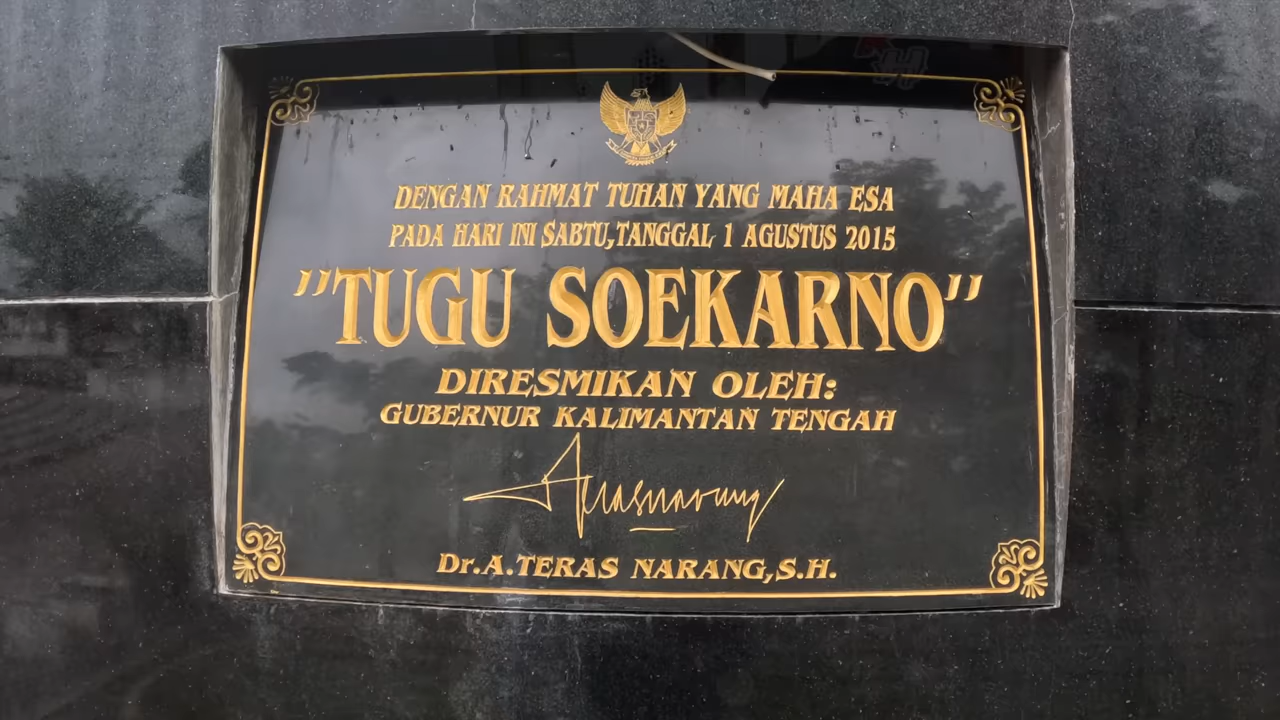 DENGAN RAHMAT TUHAN YANG MAHA ESA
PADA HARI INI SABTU,TANGGAL 1 AGUSTUS 2015
"TUGU SOEKARNO"
DIRESMIKAN OLEH:
GUBERNUR KALIMANTAN TENGAH
Dr.A.TERAS NARANG,S.H.